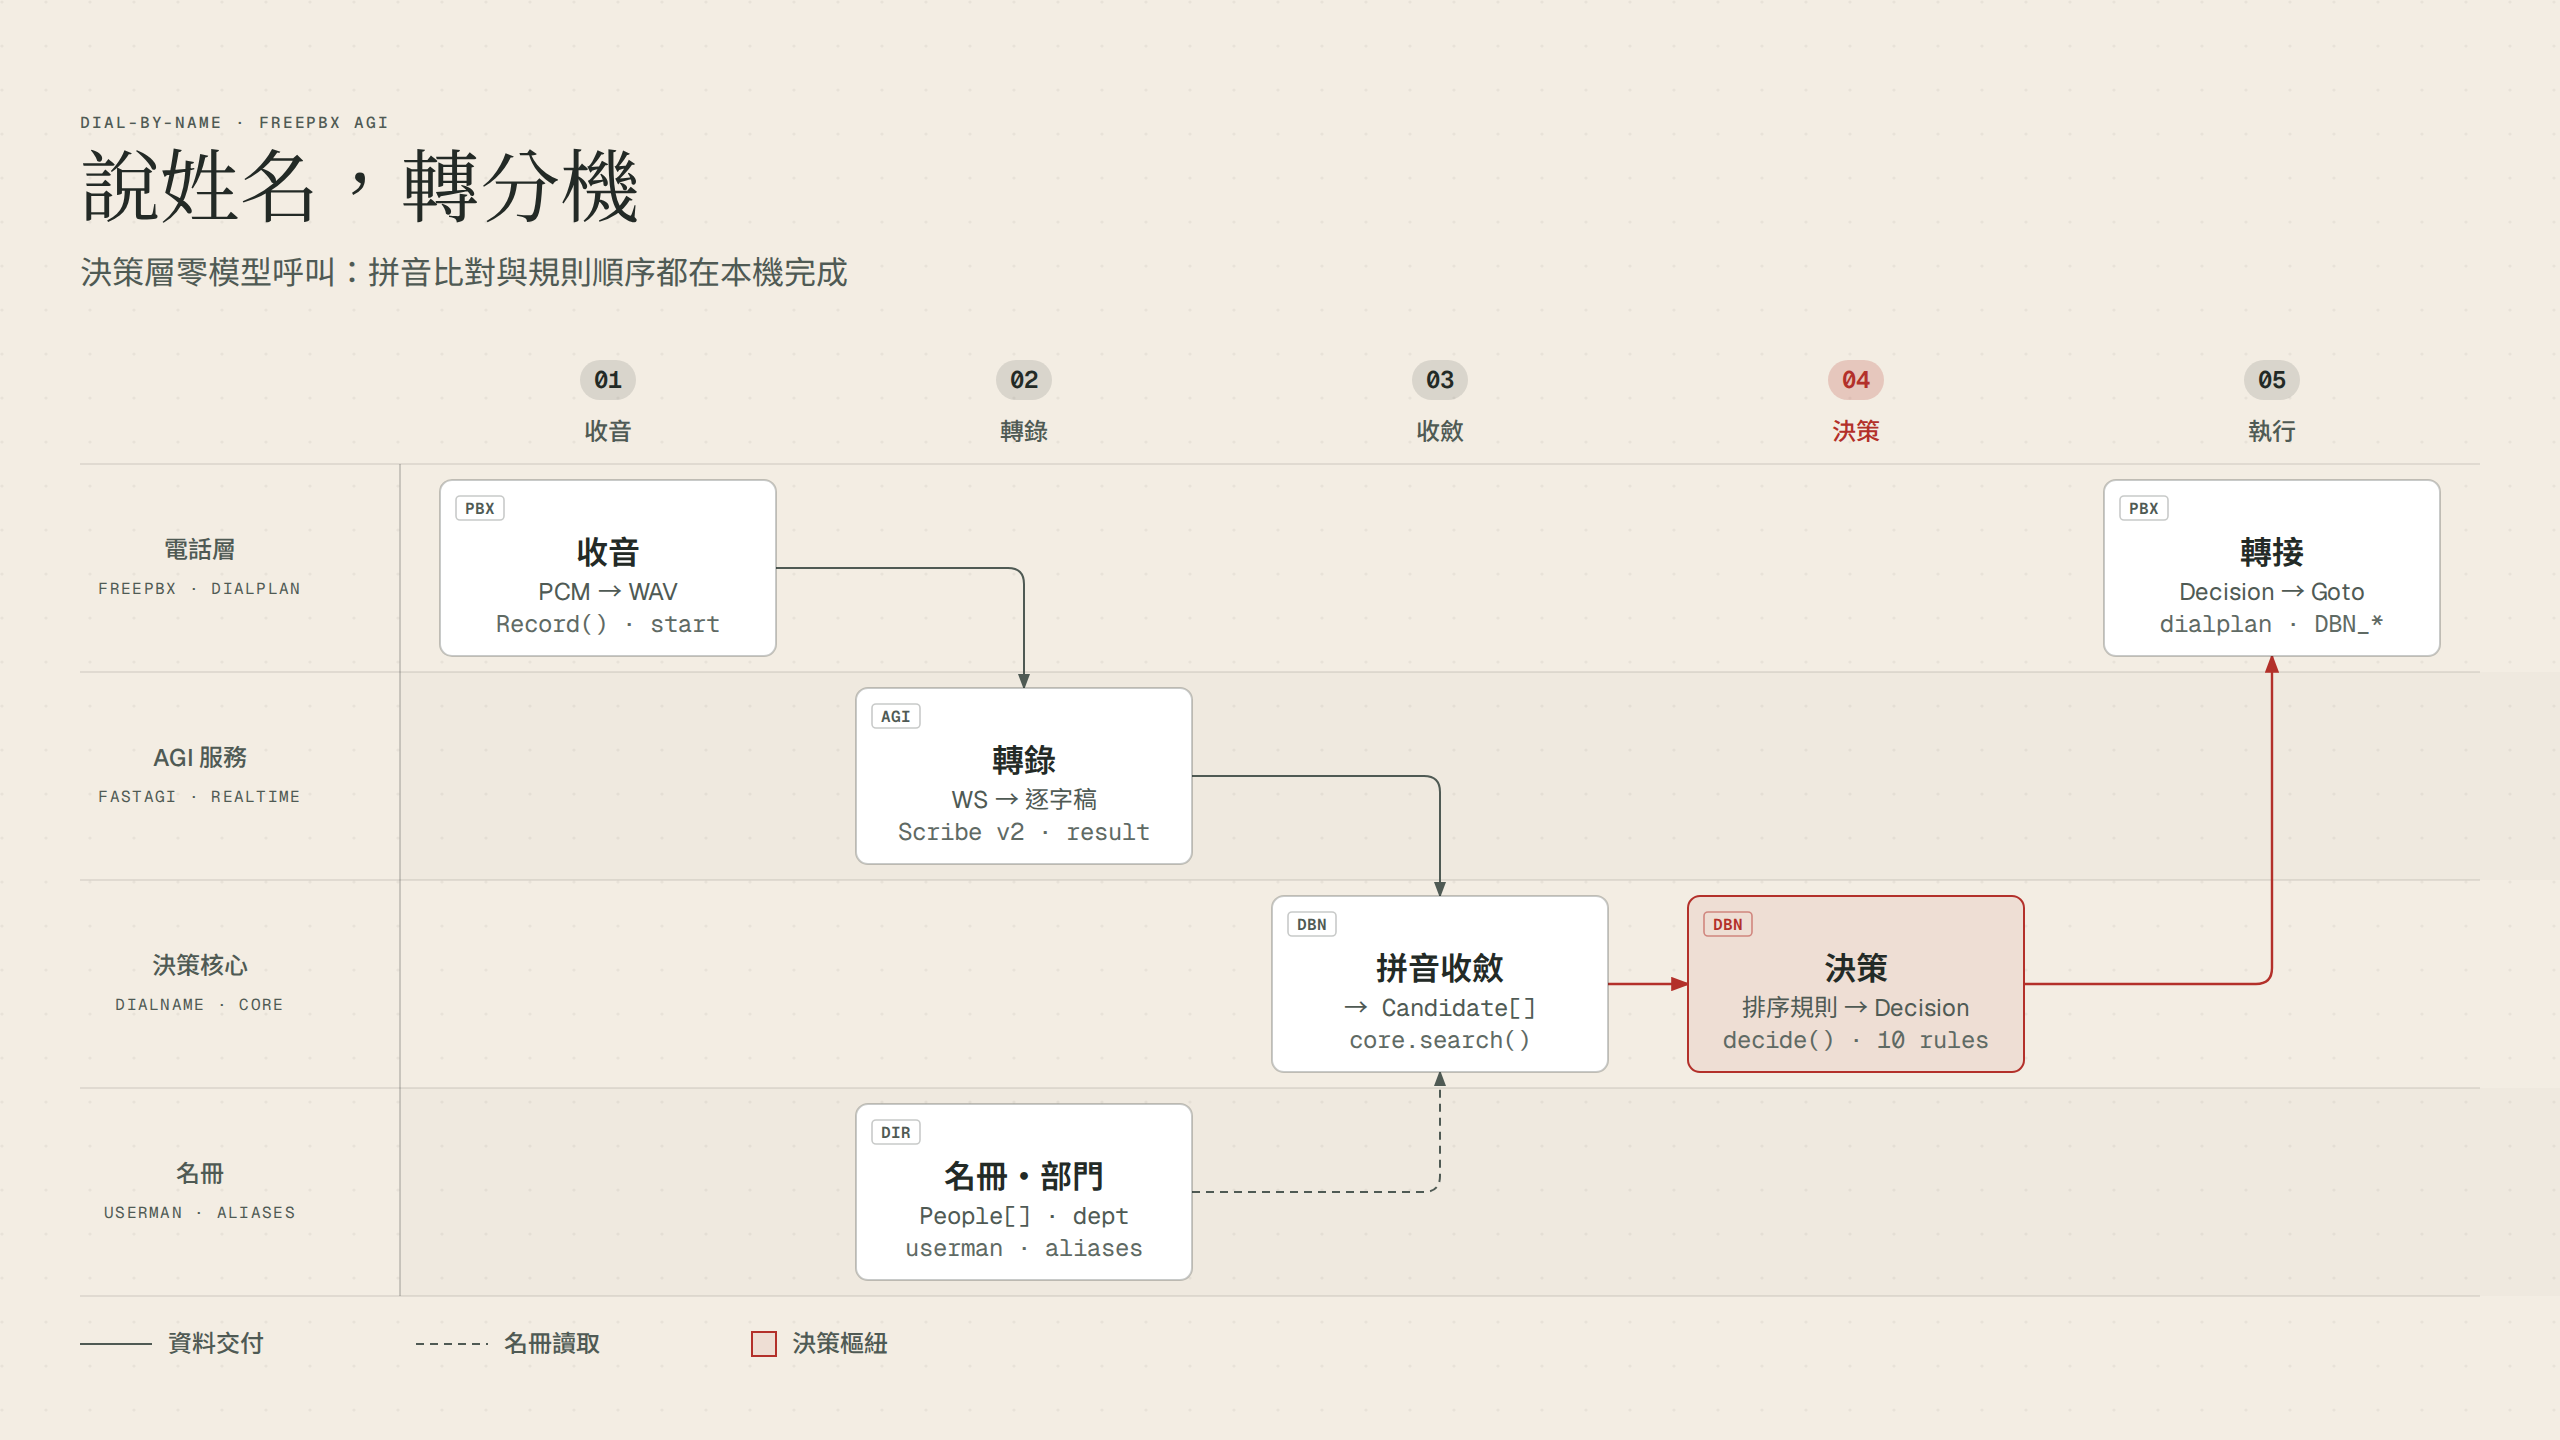 DIAL-BY-NAME · FREEPBX AGI
說姓名，轉分機
決策層零模型呼叫：拼音比對與規則順序都在本機完成
01
收音
02
轉錄
03
收斂
04
決策
05
執行
電話層
FREEPBX · DIALPLAN
PBX
收音
PCM → WAV
Record() · start
PBX
轉接
Decision → Goto
dialplan · DBN_*
AGI 服務
FASTAGI · REALTIME
AGI
轉錄
WS → 逐字稿
Scribe v2 · result
決策核心
DIALNAME · CORE
DBN
拼音收斂
→ Candidate[]
core.search()
DBN
決策
排序規則 → Decision
decide() · 10 rules
名冊
USERMAN · ALIASES
DIR
名冊・部門
People[] · dept
userman · aliases
資料交付
名冊讀取
決策樞紐